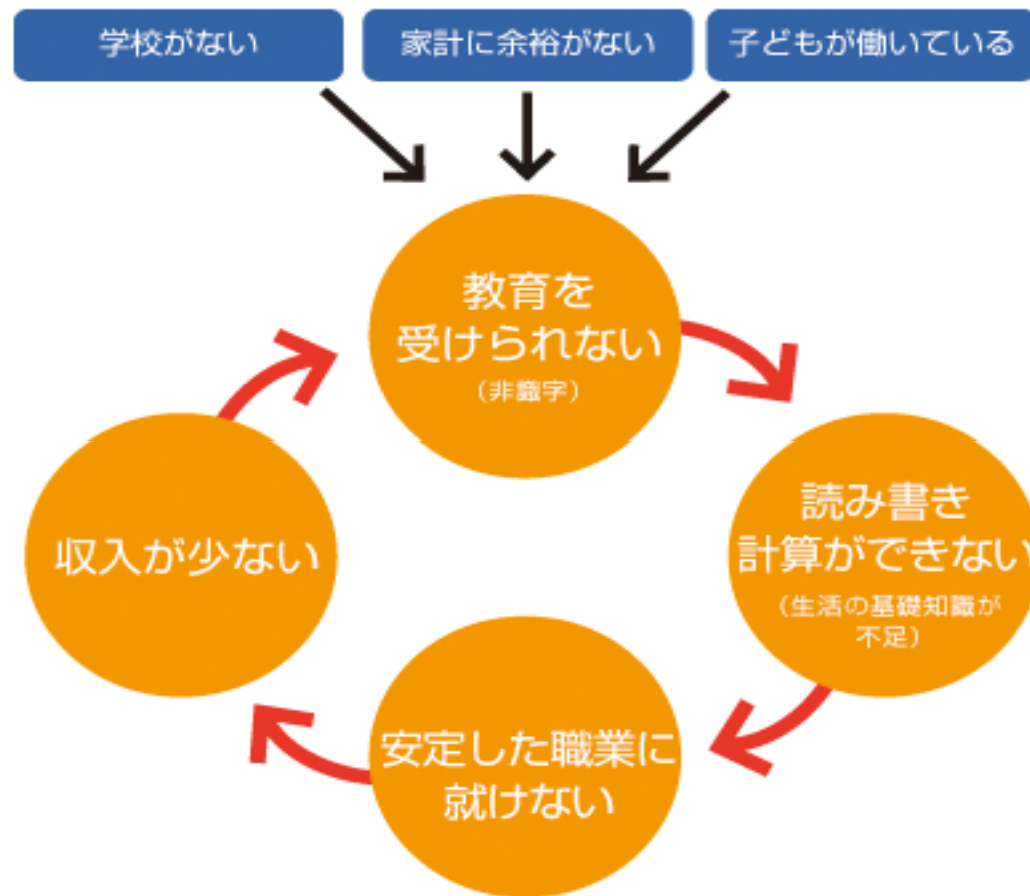 学校がない
家計に余裕がない
子どもが働いている
教育を
受けられない
（非識字）
読み書き
計算ができない
（生活の基礎知識が
不足）
安定した職業に
就けない
収入が少ない